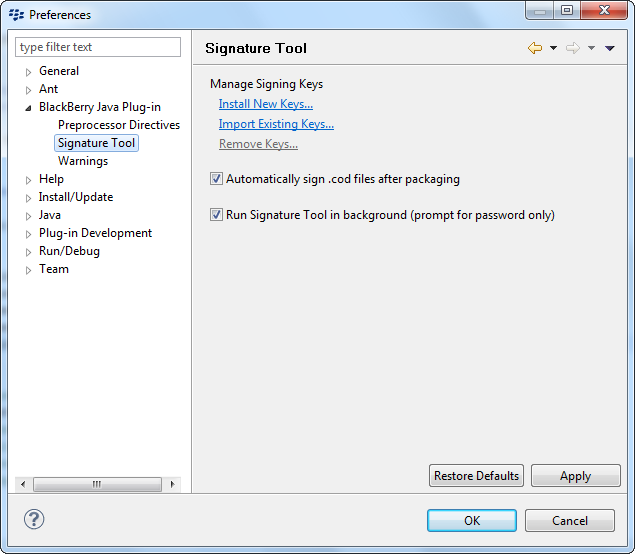 Preferences
type filter text
General
Ant
BlackBerry Java Plug-in
Preprocessor Directives
Signature Tool
Warnings
Help
Install/Update
Java
Plug-in Development
Run/Debug
Team
Signature Tool
Manage Signing Keys
Install New Keys...
Import Existing Keys...
Remove Keys...
Automatically sign .cod files after packaging
Run Signature Tool in background (prompt for password only)
Restore Defaults
Apply
?
OK
Cancel